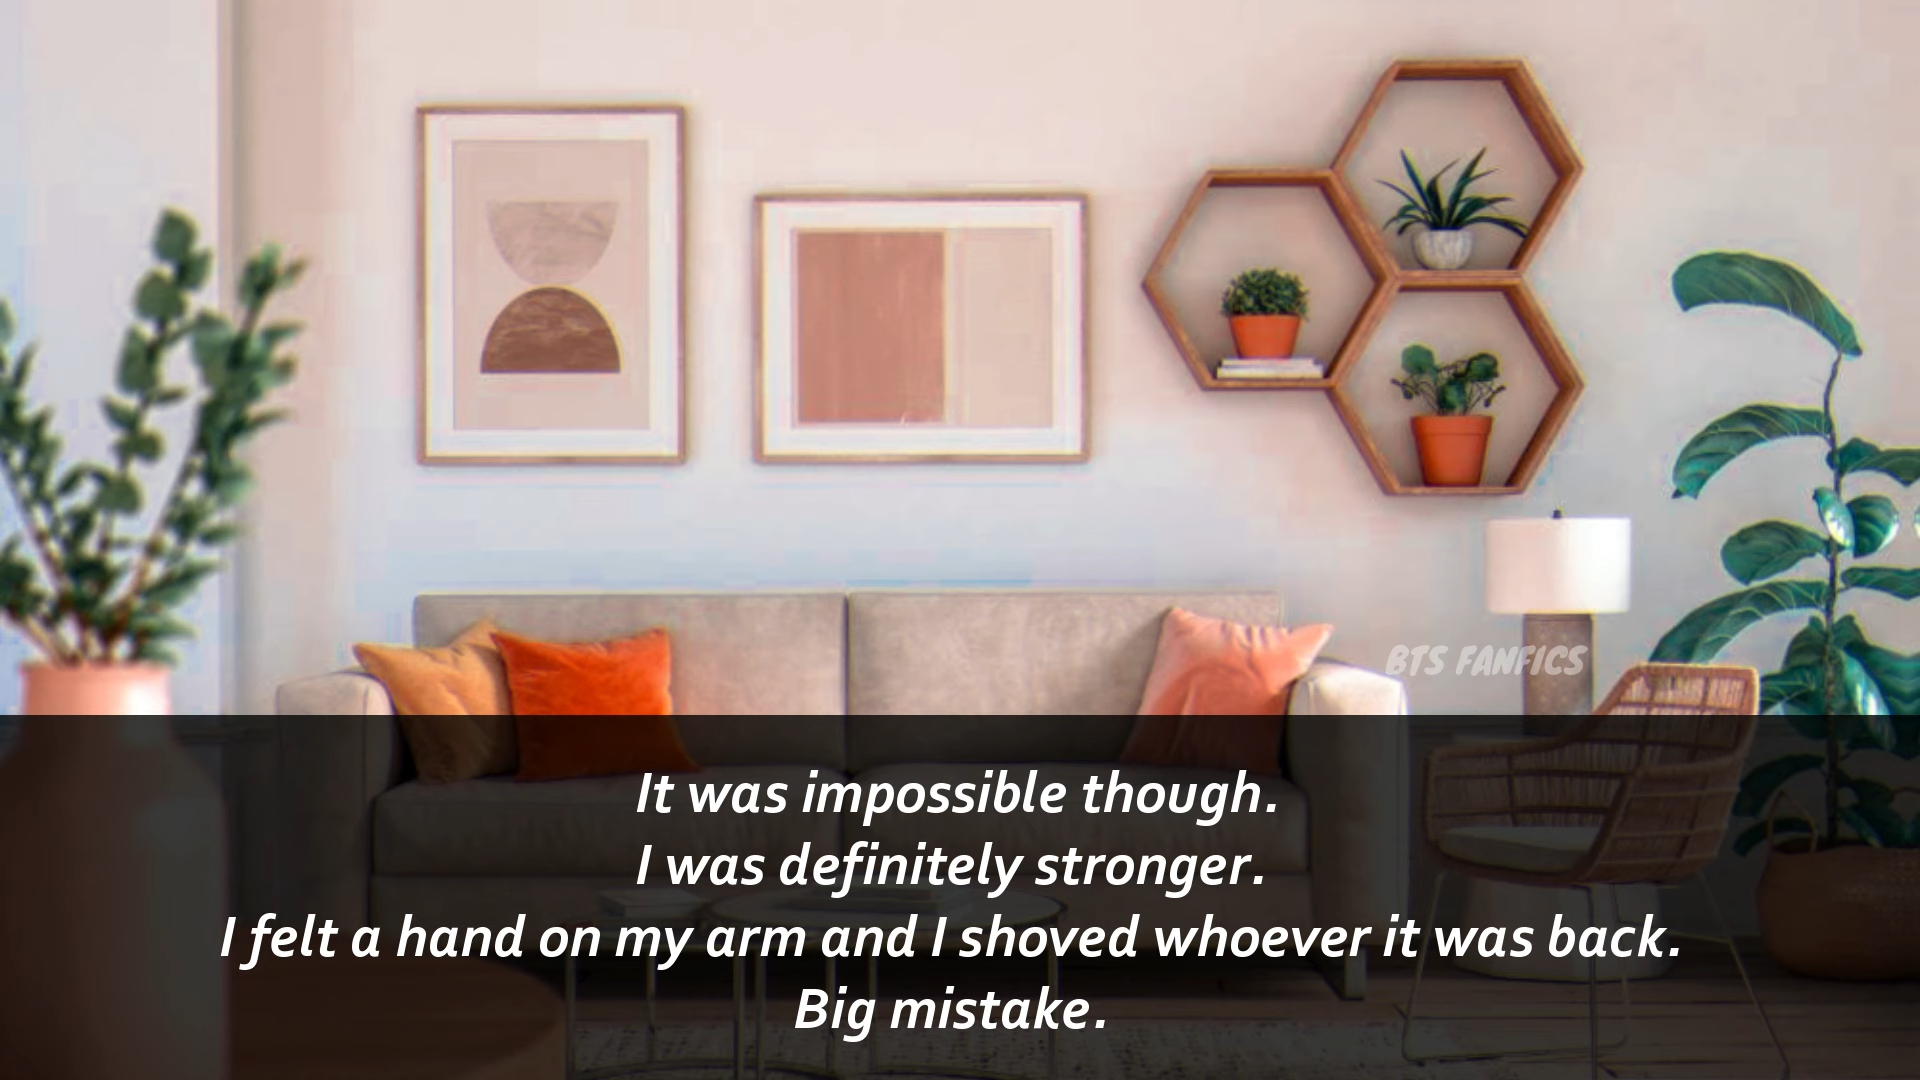 BTS FANFICS
It was impossible though.
I was definitely stronger.
I felt a hand on my arm and I shoved whoever it was back.
Big mistake.